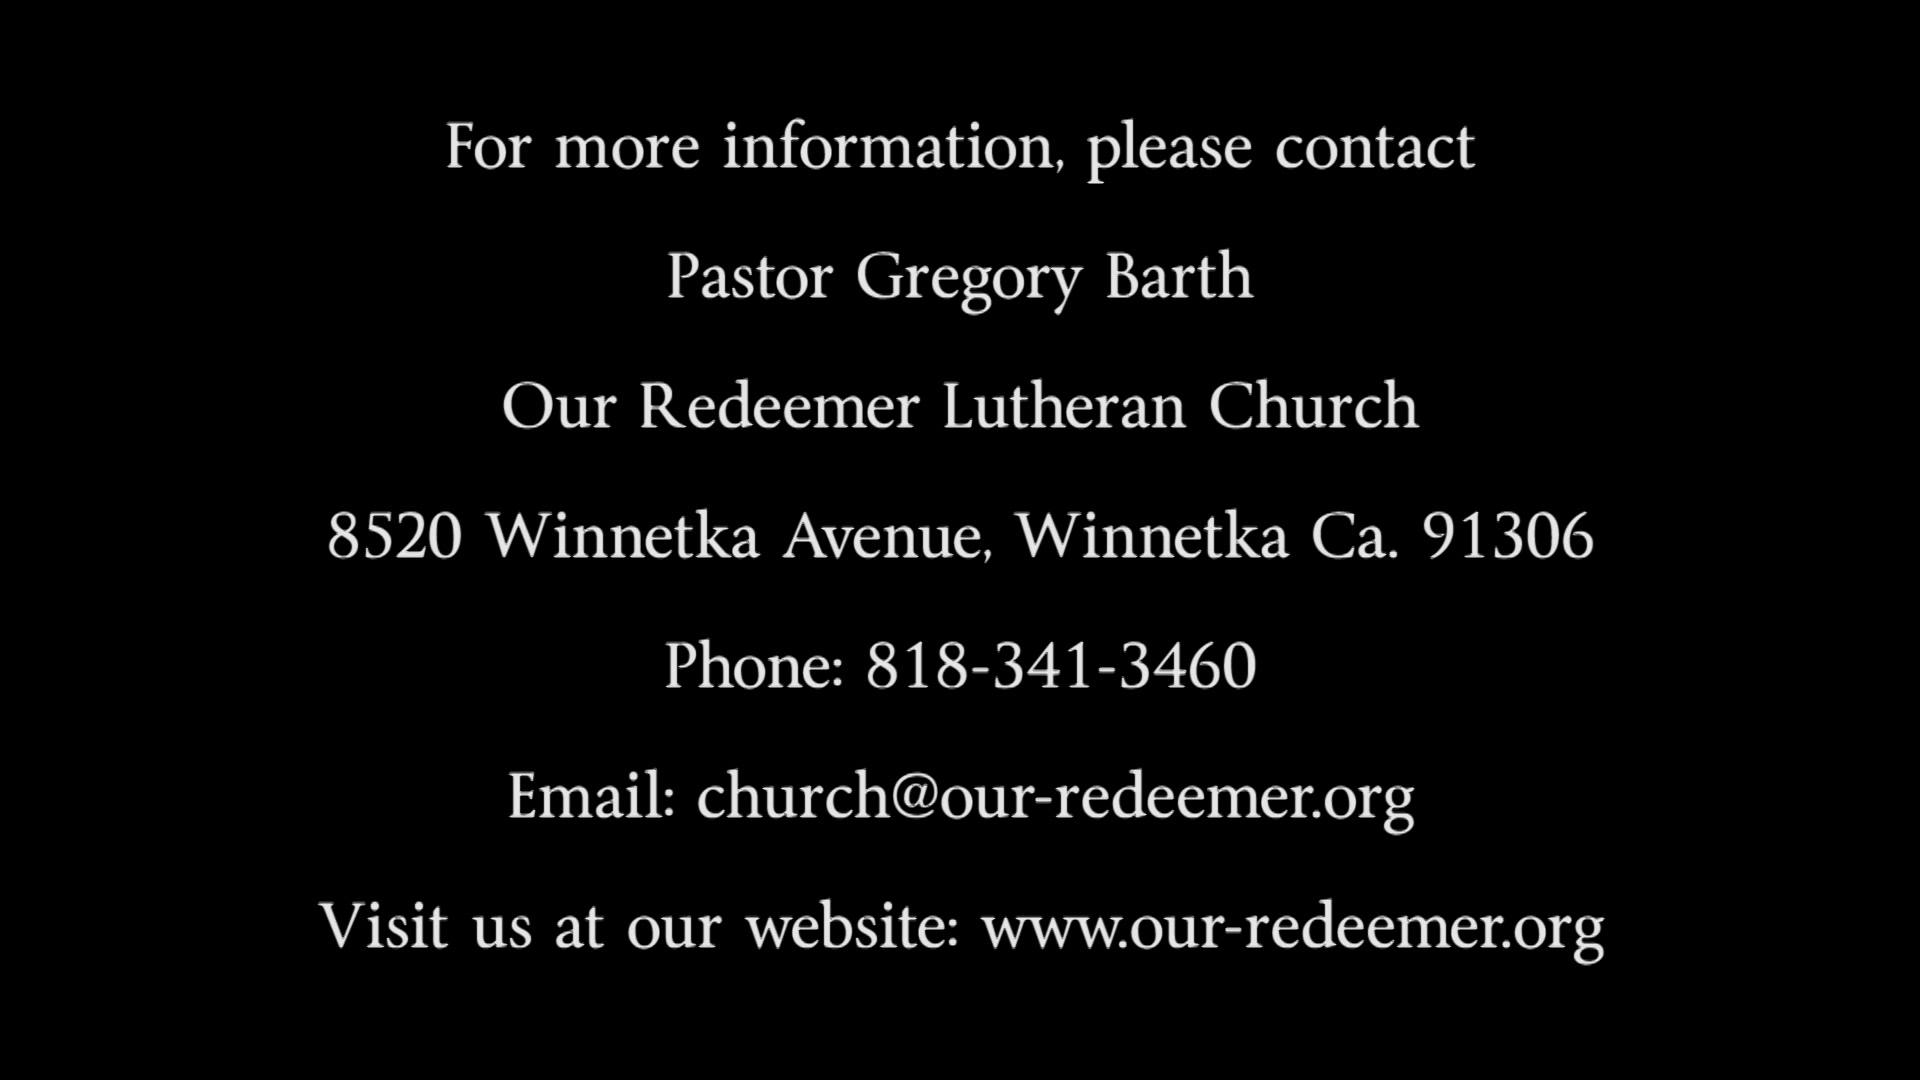 For more information, please contact
Pastor Gregory Barth
Our Redeemer Lutheran Church
8520 Winnetka Avenue, Winnetka Ca. 91306
Phone: 818-341-3460
Email: church@our-redeemer.org
Visit us at our website: www.our-redeemer.org